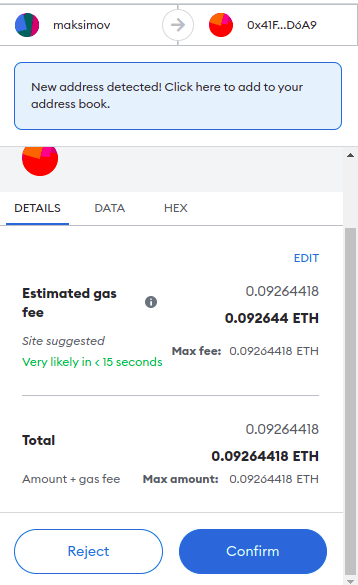 maksimov
0x41F...D6A9
New address detected! Click here to add to your
address book.
DETAILS
DATA
HEX
EDIT
Estimated gas
fee
0.09264418
0.092644 ETH
Site suggested
Very likely in < 15 seconds
Max fee: 0.09264418 ETH
Total
0.09264418
0.09264418 ETH
Amount + gas fee
Max amount: 0.09264418 ETH
Reject
Confirm